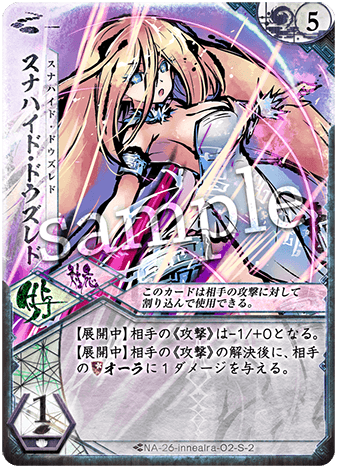 5
スナハイド・ドウズレド
スナハイド・ドウズレド
sample
付与
対応
このカードは相手の攻撃に対して
割り込んで使用できる。
【展開中】相手の《攻撃》は-1/+0となる。
【展開中】相手の《攻撃》の解決後に、相手
のオーラに1ダメージを与える。
1
NA-26-innealra-O2-S-2